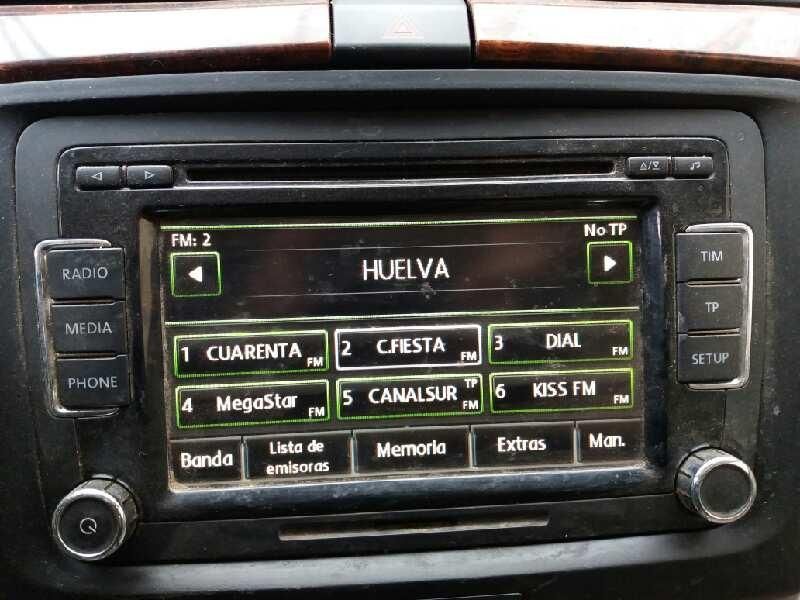 FM: 2
No TP
HUELVA
RADIO
MEDIA
PHONE
TIM
TP
SETUP
1 CUARENTA FM
2 C.FIESTA FM
3 DIAL FM
4 MegaStar FM
5 CANALSUR TP FM
6 KISS FM FM
Banda
Lista de
emisoras
Memoria
Extras
Man.